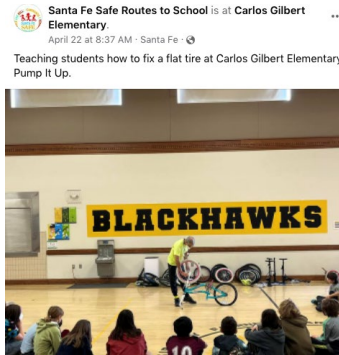 Santa Fe Safe Routes to School is at Carlos Gilbert
Elementary.
April 22 at 8:37 AM · Santa Fe ·
Teaching students how to fix a flat tire at Carlos Gilbert Elementary
Pump It Up.
BLACKHAWKS
10